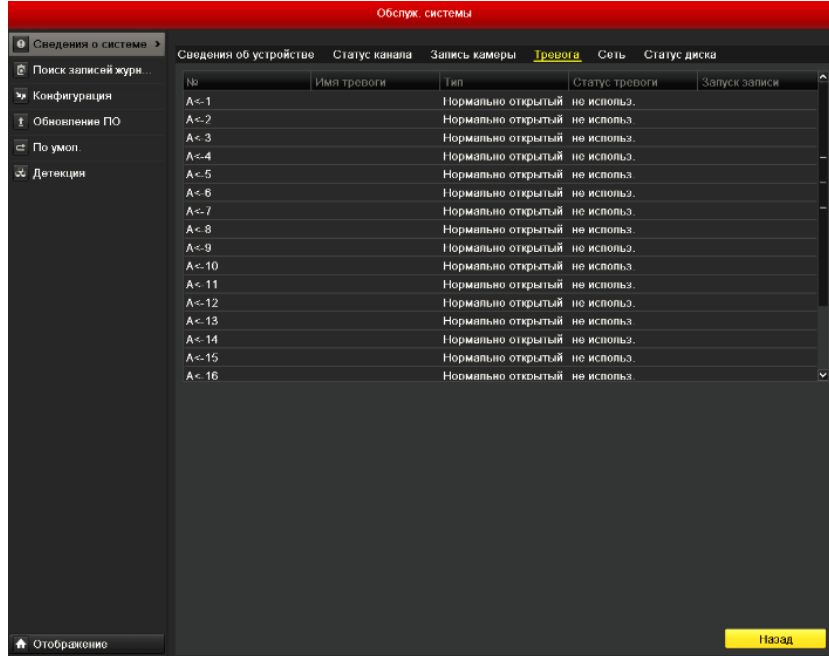 Обслуж. системы
Сведения о системе >
Поиск записей журн...
Конфигурация
Обновление ПО
По умол.
Детекция
Сведения об устройстве Статус канала Запись камеры Тревога Сеть Статус диска
№ Имя тревоги Тип Статус тревоги Запуск записи
A<-1 Нормально открытый не использ.
A<-2 Нормально открытый не использ.
A<-3 Нормально открытый не использ.
A<-4 Нормально открытый не использ.
A<-5 Нормально открытый не использ.
A<-6 Нормально открытый не использ.
A<-7 Нормально открытый не использ.
A<-8 Нормально открытый не использ.
A<-9 Нормально открытый не использ.
A<-10 Нормально открытый не использ.
A<-11 Нормально открытый не использ.
A<-12 Нормально открытый не использ.
A<-13 Нормально открытый не использ.
A<-14 Нормально открытый не использ.
A<-15 Нормально открытый не использ.
A<-16 Нормально открытый не использ.
Отображение
Назад